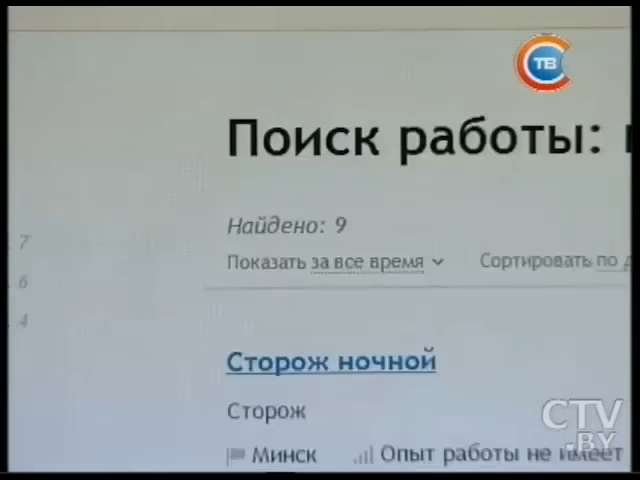 ТВ
Поиск работы:
Найдено: 9
7
Показать за все время
Сортировать по
6
4
Сторож ночной
Сторож
CTV
.BY
Минск
Опыт работы не имеет